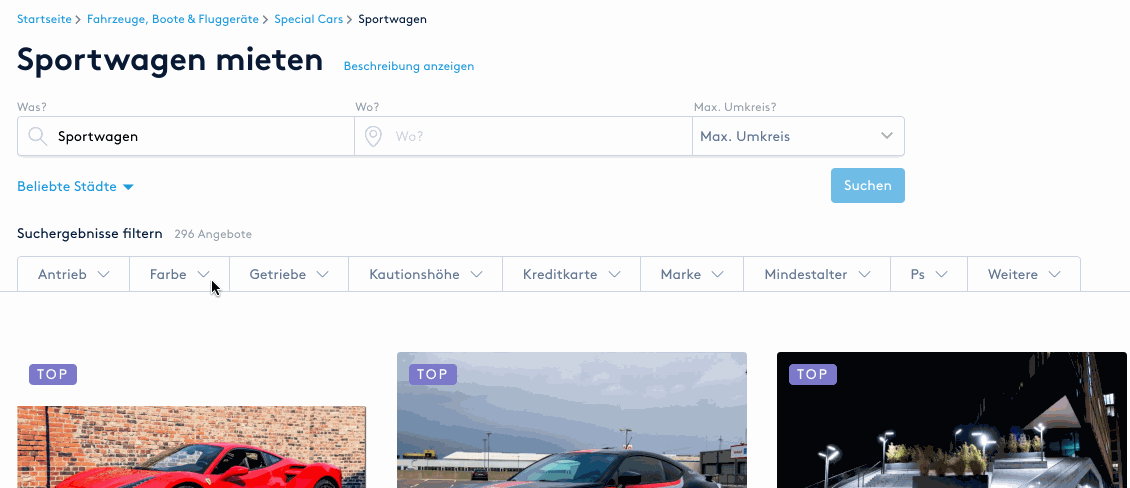 Startseite > Fahrzeuge, Boote & Fluggeräte > Special Cars > Sportwagen
Sportwagen mieten Beschreibung anzeigen
Was? Wo? Max. Umkreis?
Sportwagen Wo? Max. Umkreis
Beliebte Städte
Suchen
Suchergebnisse filtern 296 Angebote
Antrieb Farbe Getriebe Kautionshöhe Kreditkarte Marke Mindestalter Ps Weitere
TOP TOP TOP